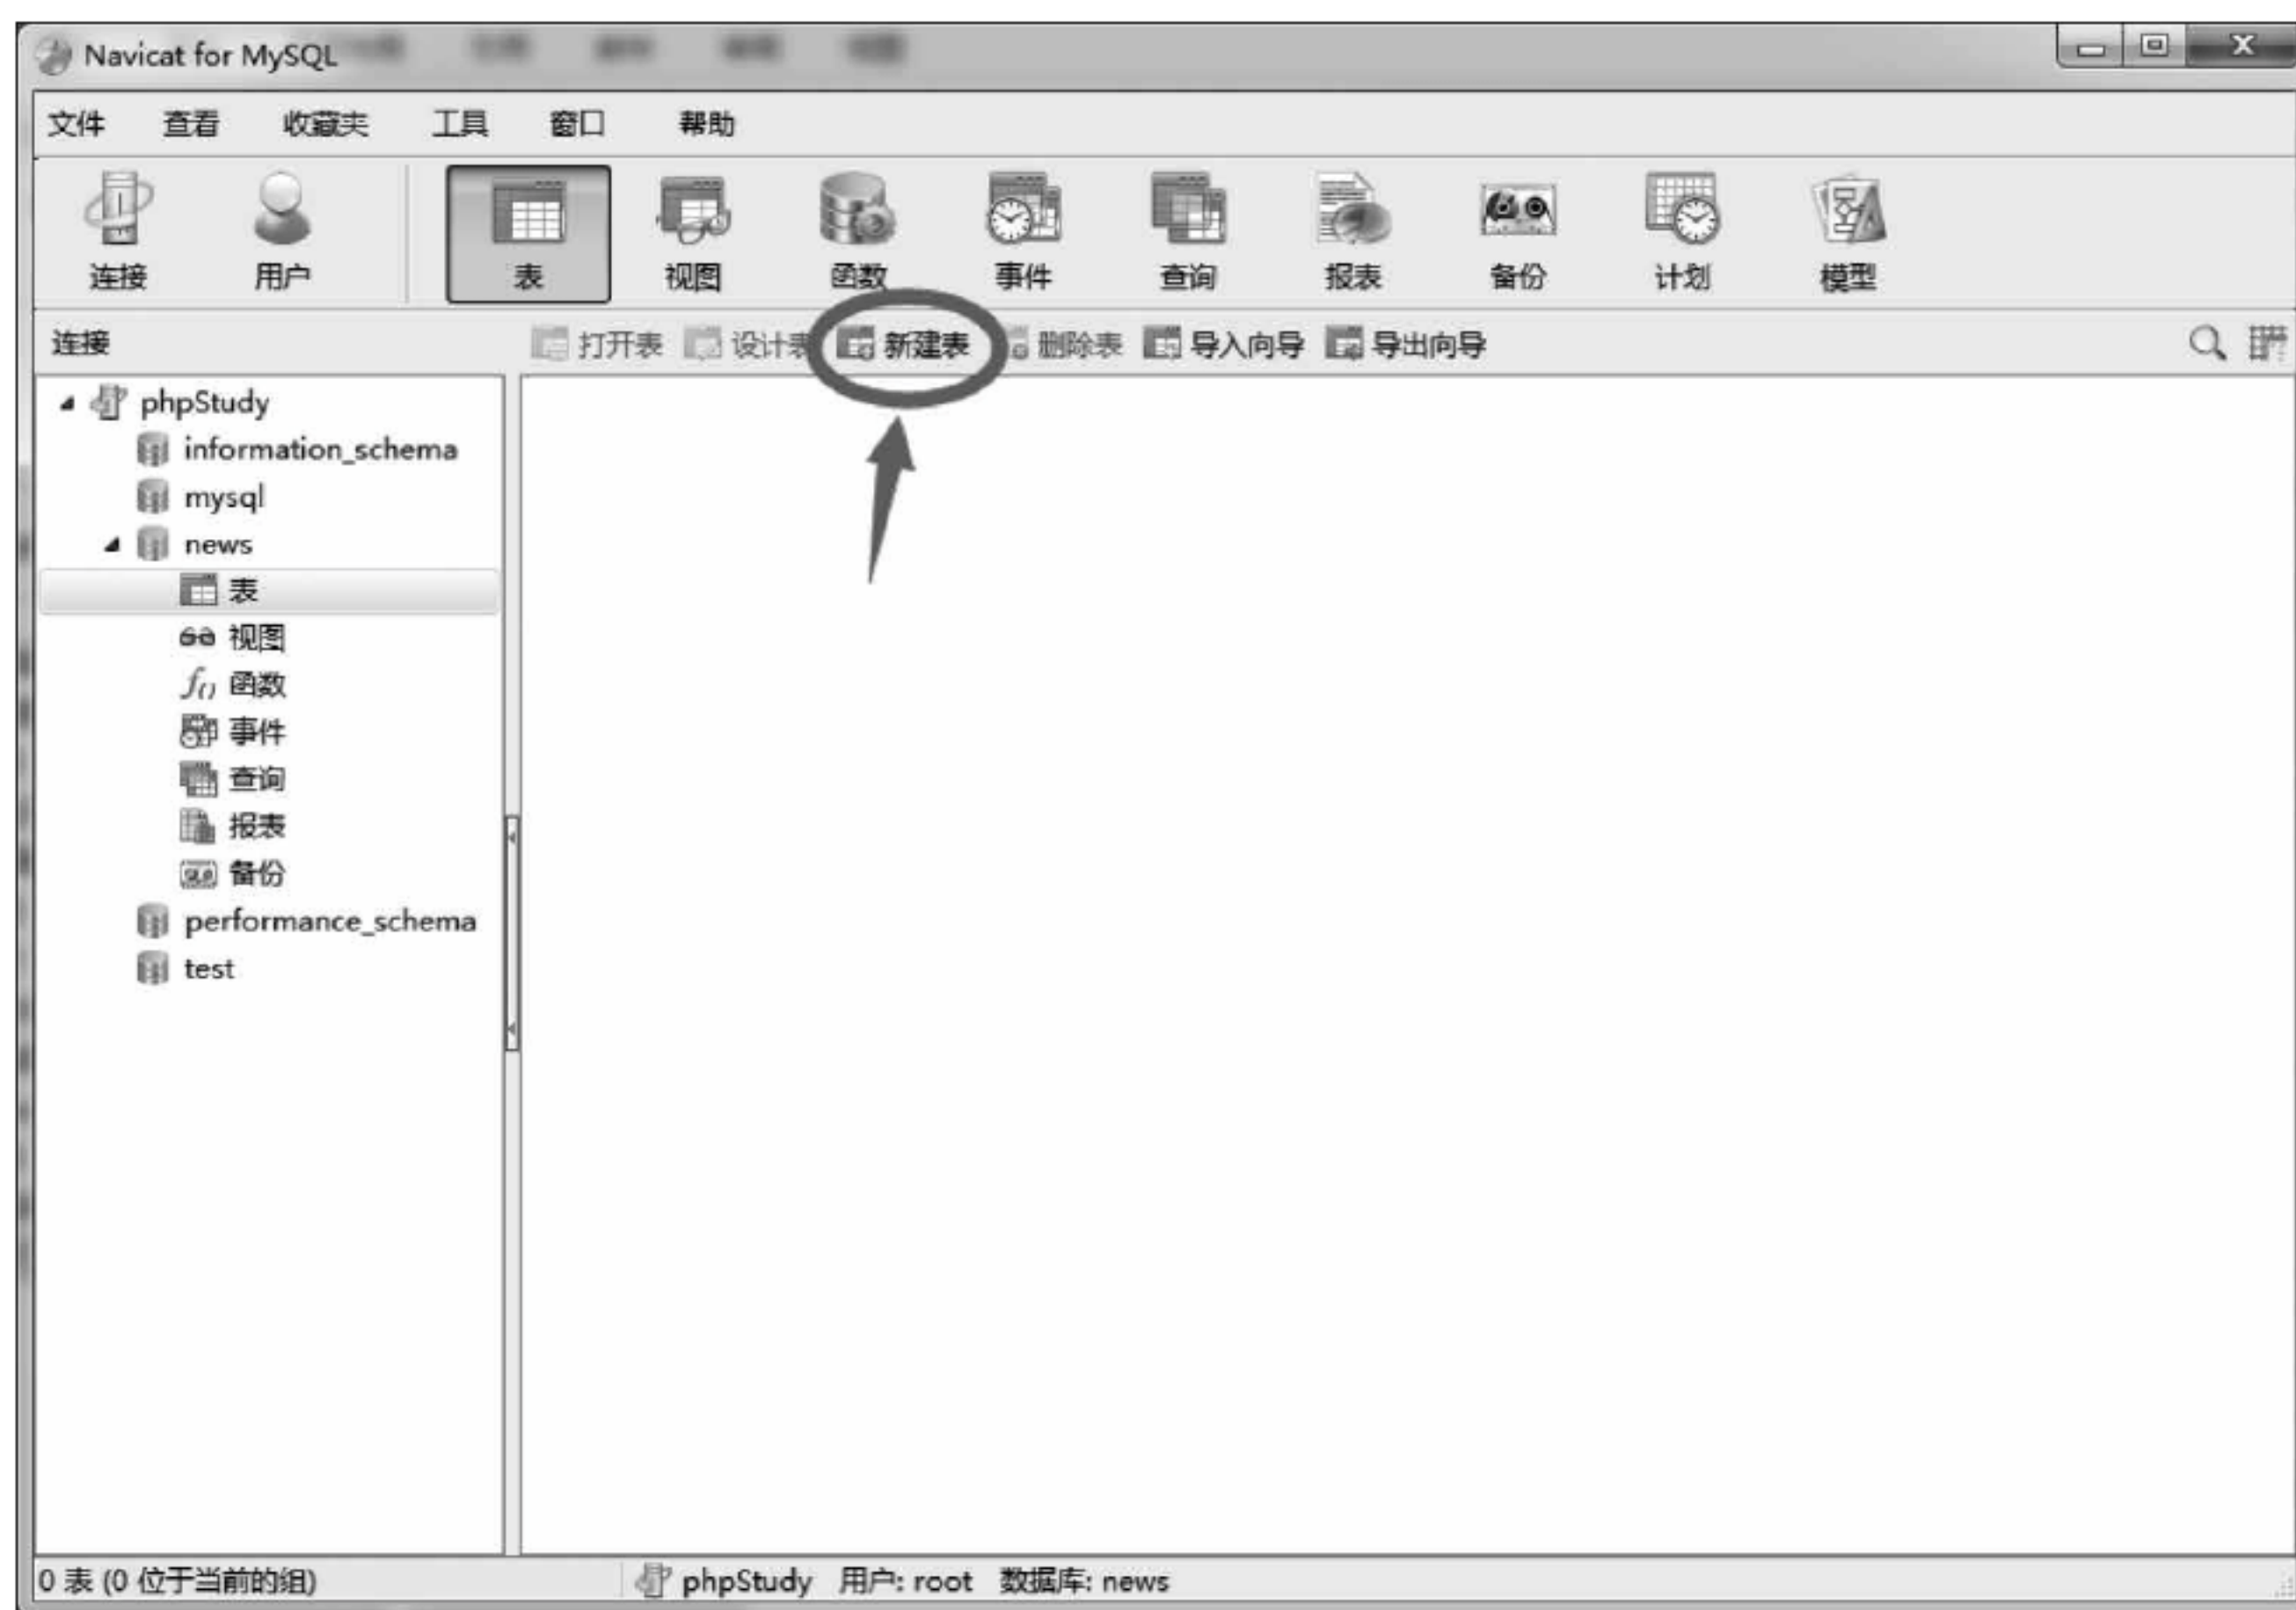 Navicat for MySQL
文件 查看 收藏夹 工具 窗口 帮助
连接 用户 表 视图 函数 事件 查询 报表 备份 计划 模型
连接 打开表 设计表 新建表 删除表 导入向导 导出向导
phpStudy
information_schema
mysql
news
表
视图
函数
事件
查询
报表
备份
performance_schema
test
0 表 (0 位于当前的组) phpStudy 用户: root 数据库: news